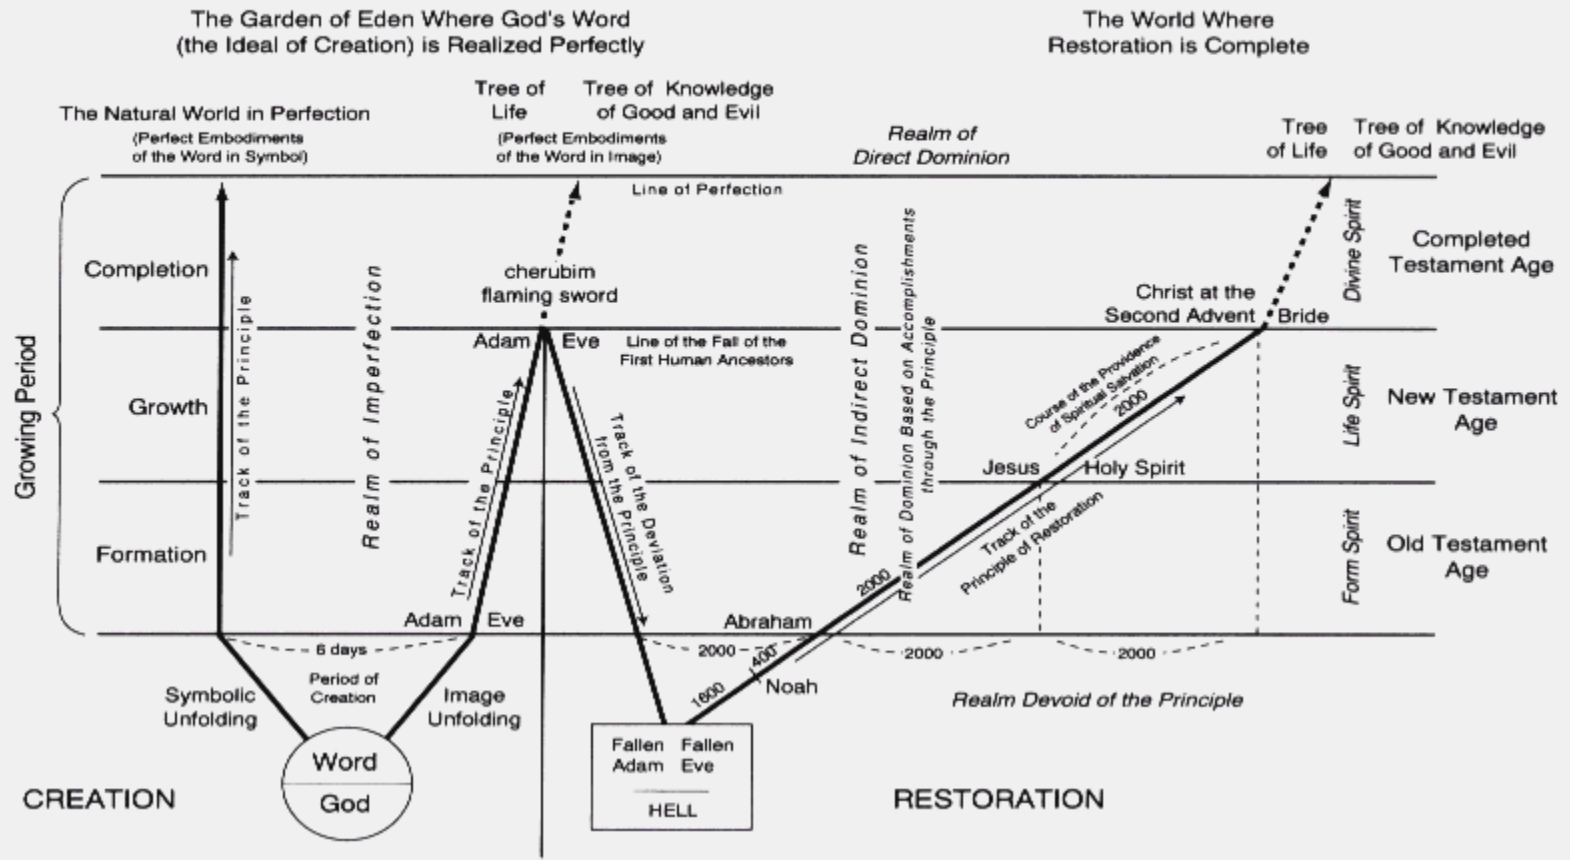 The Garden of Eden Where God's Word
(the Ideal of Creation) is Realized Perfectly
The World Where
Restoration is Complete
The Natural World in Perfection
(Perfect Embodiments
of the Word in Symbol)
Tree of
Life
Tree of Knowledge
of Good and Evil
(Perfect Embodiments
of the Word in Image)
Realm of
Direct Dominion
Tree
of Life
Tree of Knowledge
of Good and Evil
Line of Perfection
Growing Period
Completion
Growth
Formation
Track of the Principle
Realm of Imperfection
cherubim
flaming sword
Adam
Eve
Line of the Fall of the
First Human Ancestors
Track of the Principle
Track of the Deviation
from the Principle
Realm of Indirect Dominion
Realm of Dominion Based on Accomplishments
through the Principle
Christ at the
Second Advent
Bride
Course of the Providence
of Spiritual Salvation
2000
Jesus
Holy Spirit
Track of the
Principle of Restoration
2000
Divine Spirit
Life Spirit
Form Spirit
Completed
Testament Age
New Testament
Age
Old Testament
Age
Adam
Eve
Abraham
6 days
2000
2000
2000
Period of
Creation
Symbolic
Unfolding
Image
Unfolding
400
Noah
1600
Realm Devoid of the Principle
Word
God
Fallen Fallen
Adam Eve
HELL
CREATION
RESTORATION